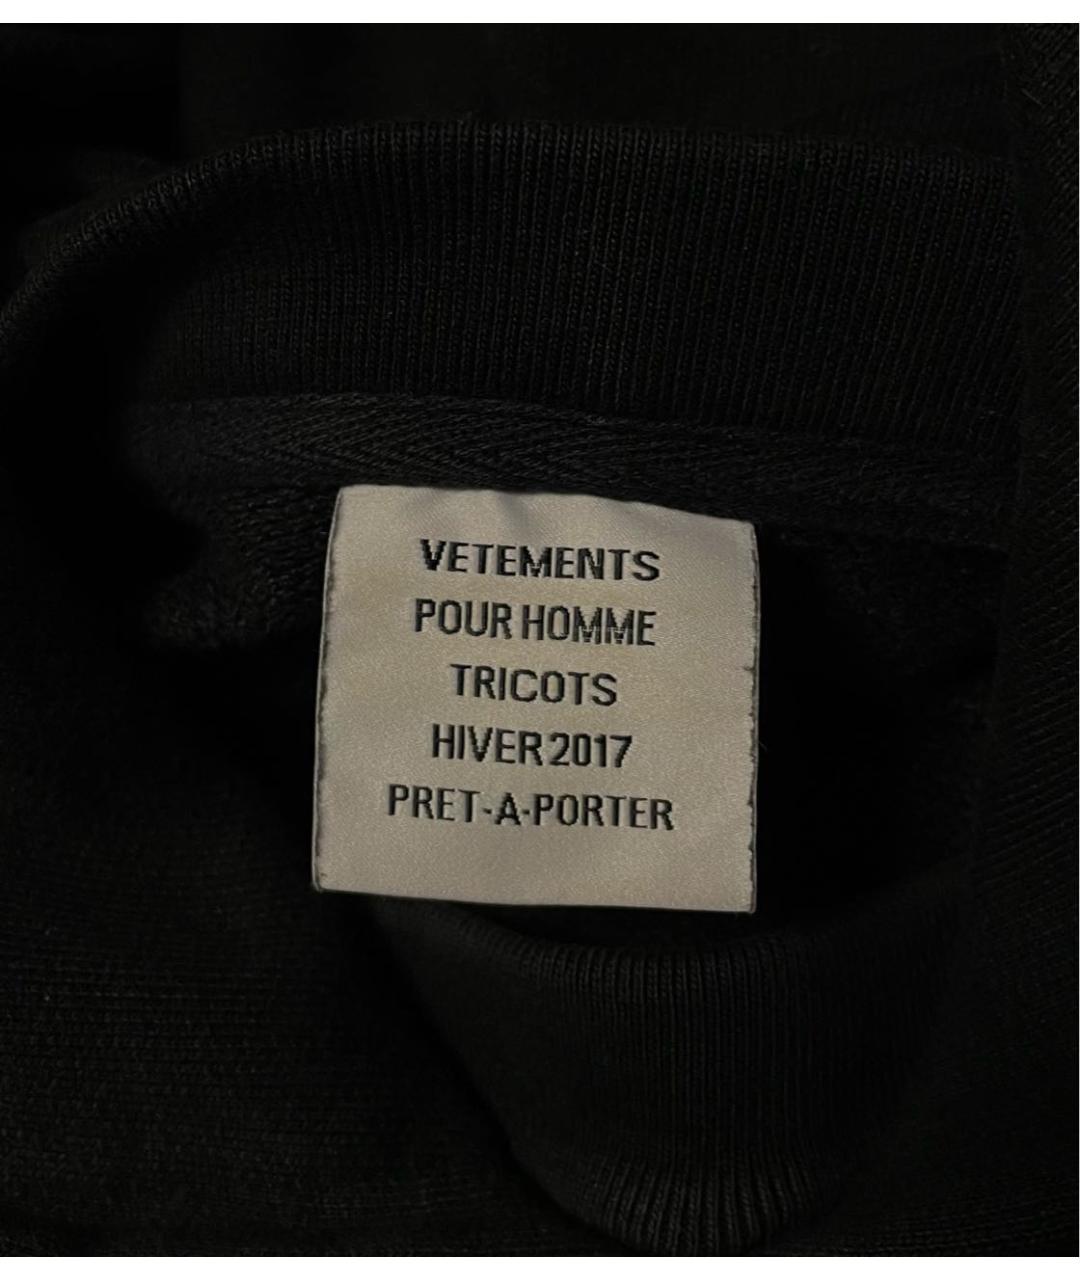 VETEMENTS
POUR HOMME
TRICOTS
HIVER 2017
PRET-A-PORTER